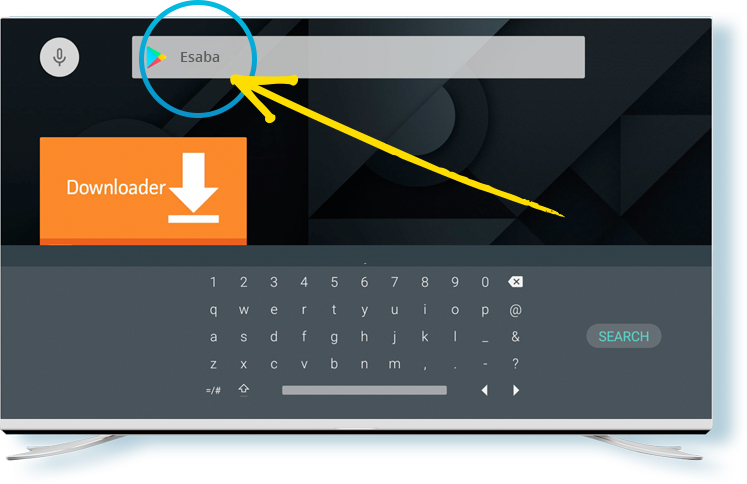 Esaba
Downloader
1 2 3 4 5 6 7 8 9 0
q w e r t y u i o p @
a s d f g h j k l _ &
z x c v b n m , . - ?
=/#
SEARCH